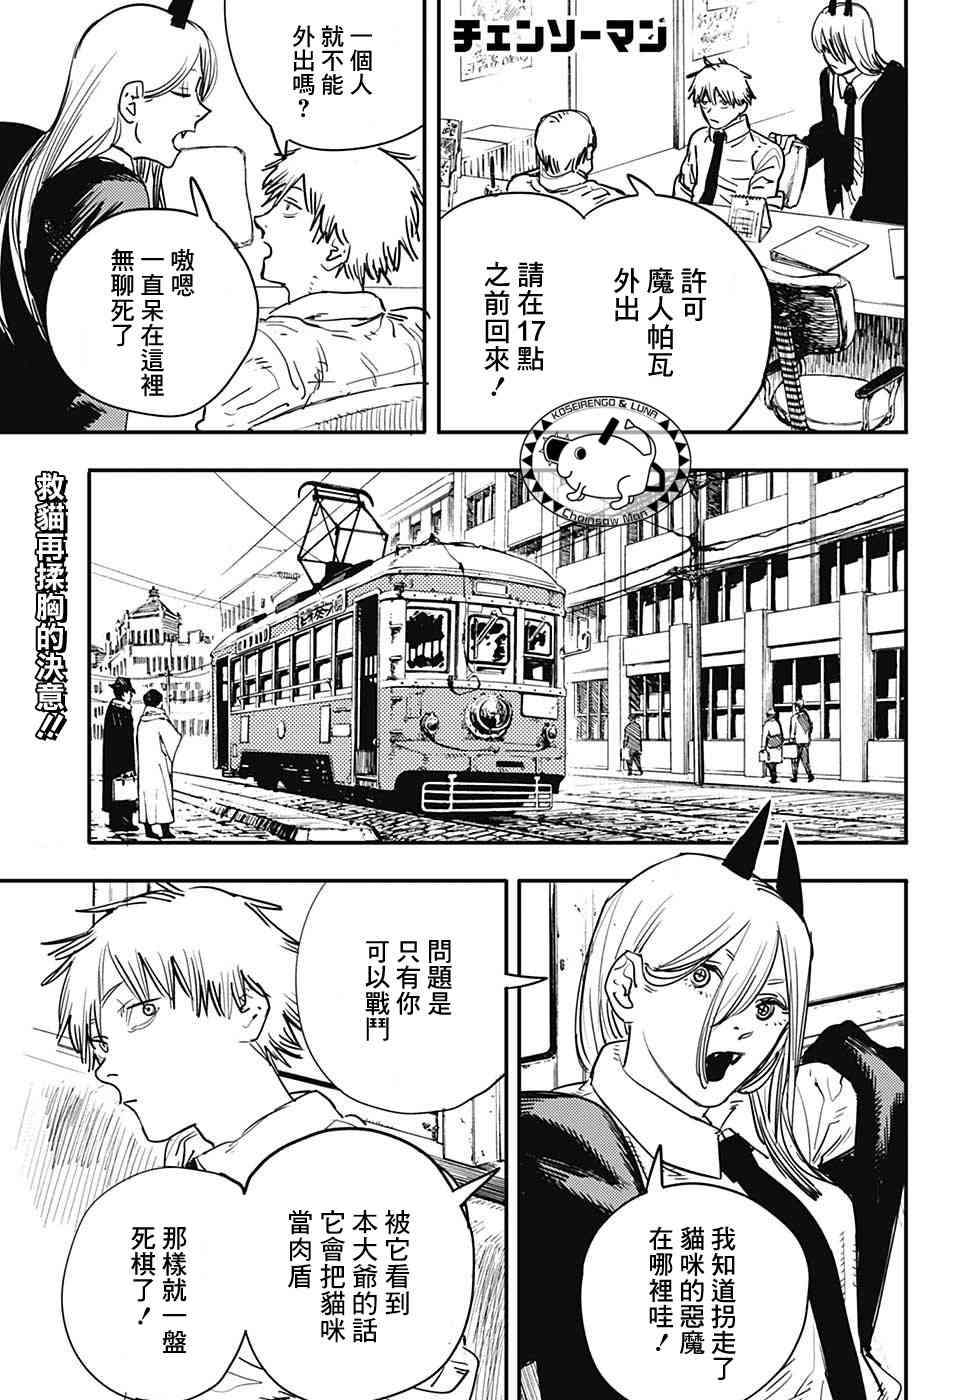 チェンソーマン
許可
魔人帕瓦
外出
請在17點
之前回來！
一個人
就不能
外出嗎？
嗷嗯
一直呆在這裡
無聊死了
KOSEIRENGO & LUNA
Chainsaw Man
救貓再揉胸的決意!!
我知道拐走了
貓咪的惡魔
在哪裡哇！
問題是
只有你
可以戰鬥
被它看到
本大爺的話
它會把貓咪
當肉盾
那樣就一盤
死棋了！